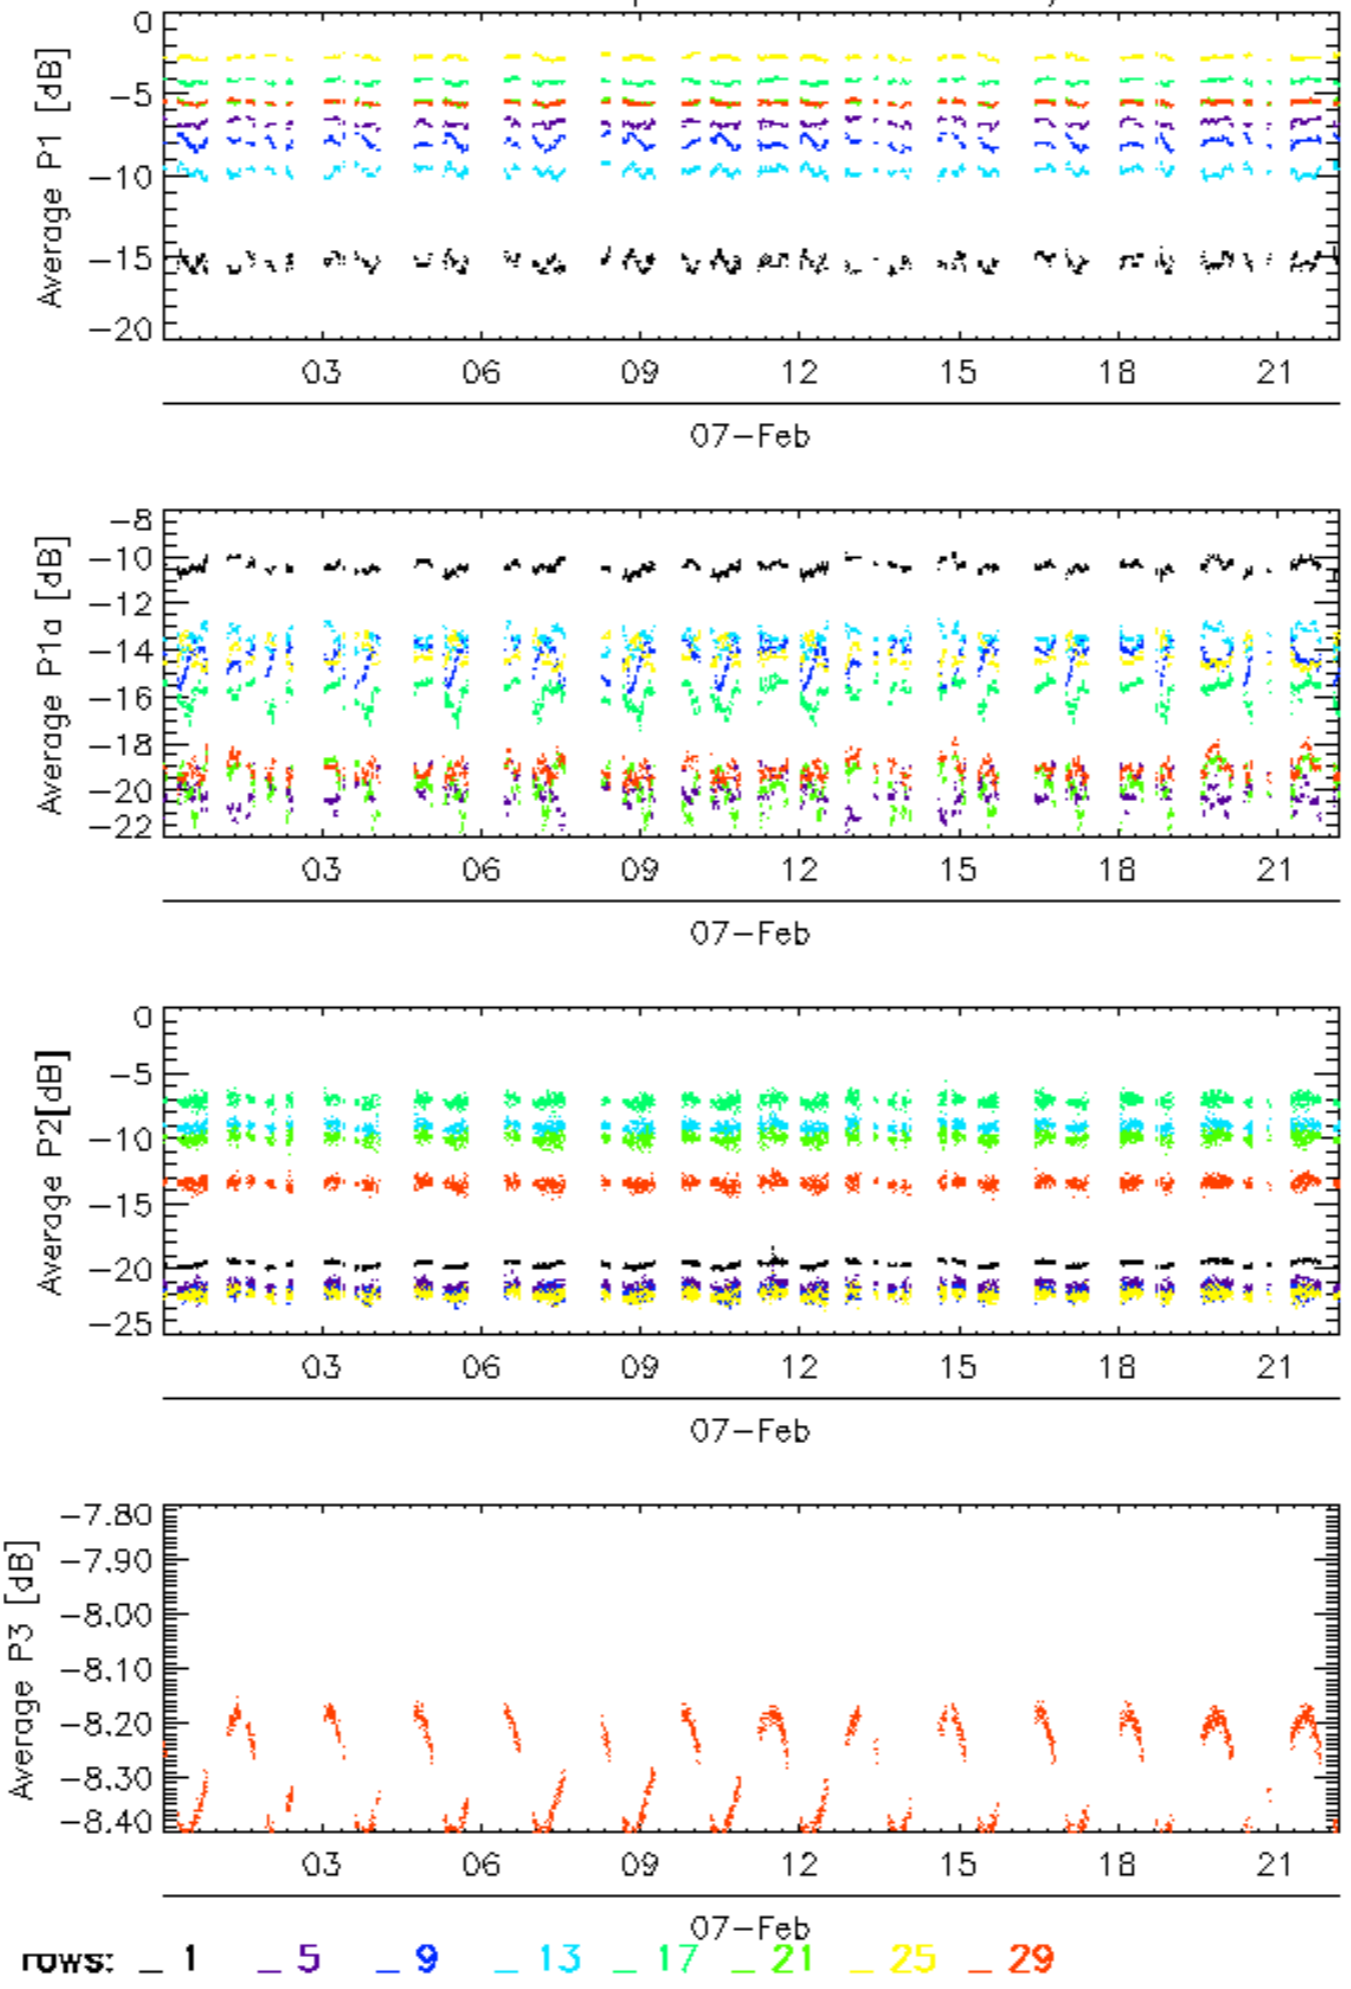 0
−5
−10
−15
−20
Average P1 [dB]
03 06 09 12 15 18 21
07−Feb
−8
−10
−12
−14
−16
−18
−20
−22
Average P1a [dB]
03 06 09 12 15 18 21
07−Feb
0
−5
−10
−15
−20
−25
Average P2[dB]
03 06 09 12 15 18 21
07−Feb
−7.80
−7.90
−8.00
−8.10
−8.20
−8.30
−8.40
Average P3 [dB]
03 06 09 12 15 18 21
07−Feb
rows: _ 1 _ 5 _ 9 _ 13 _ 17 _ 21 _ 25 _ 29